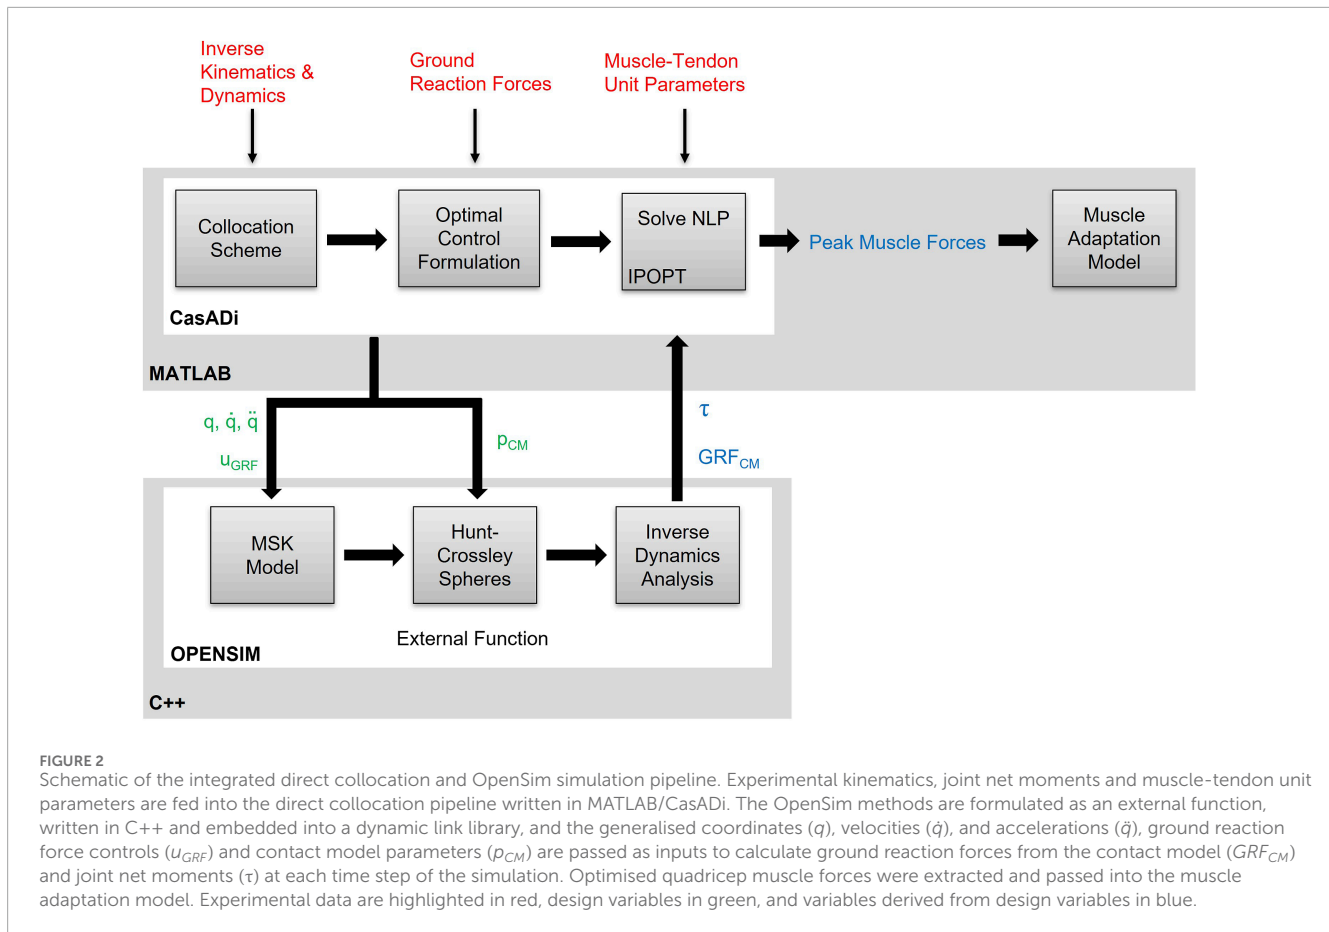 Inverse
Kinematics &
Dynamics
Ground
Reaction Forces
Muscle-Tendon
Unit Parameters
Collocation
Scheme
Optimal
Control
Formulation
Solve NLP
IPOPT
Peak Muscle Forces
Muscle
Adaptation
Model
CasADi
MATLAB
q, q̇, q̈
u_GRF
p_CM
τ
GRF_CM
MSK
Model
Hunt-
Crossley
Spheres
Inverse
Dynamics
Analysis
External Function
OPENSIM
C++
FIGURE 2
Schematic of the integrated direct collocation and OpenSim simulation pipeline. Experimental kinematics, joint net moments and muscle-tendon unit
parameters are fed into the direct collocation pipeline written in MATLAB/CasADi. The OpenSim methods are formulated as an external function,
written in C++ and embedded into a dynamic link library, and the generalised coordinates (q), velocities (q̇), and accelerations (q̈), ground reaction
force controls (u_GRF) and contact model parameters (p_CM) are passed as inputs to calculate ground reaction forces from the contact model (GRF_CM)
and joint net moments (τ) at each time step of the simulation. Optimised quadricep muscle forces were extracted and passed into the muscle
adaptation model. Experimental data are highlighted in red, design variables in green, and variables derived from design variables in blue.